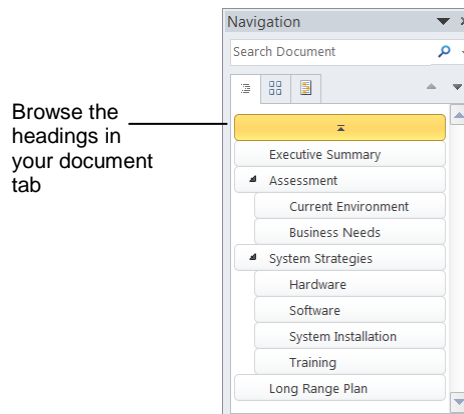 Navigation
Search Document
Browse the
headings in
your document
tab
Executive Summary
Assessment
Current Environment
Business Needs
System Strategies
Hardware
Software
System Installation
Training
Long Range Plan